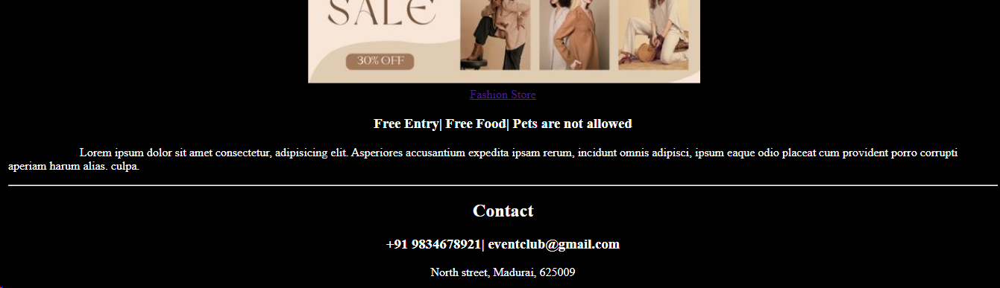 SALE
30% OFF
Fashion Store
Free Entry| Free Food| Pets are not allowed
Lorem ipsum dolor sit amet consectetur, adipisicing elit. Asperiores accusantium expedita ipsam rerum, incidunt omnis adipisci, ipsum eaque odio placeat cum provident porro corrupti
aperiam harum alias. culpa.
Contact
+91 9834678921| eventclub@gmail.com
North street, Madurai, 625009